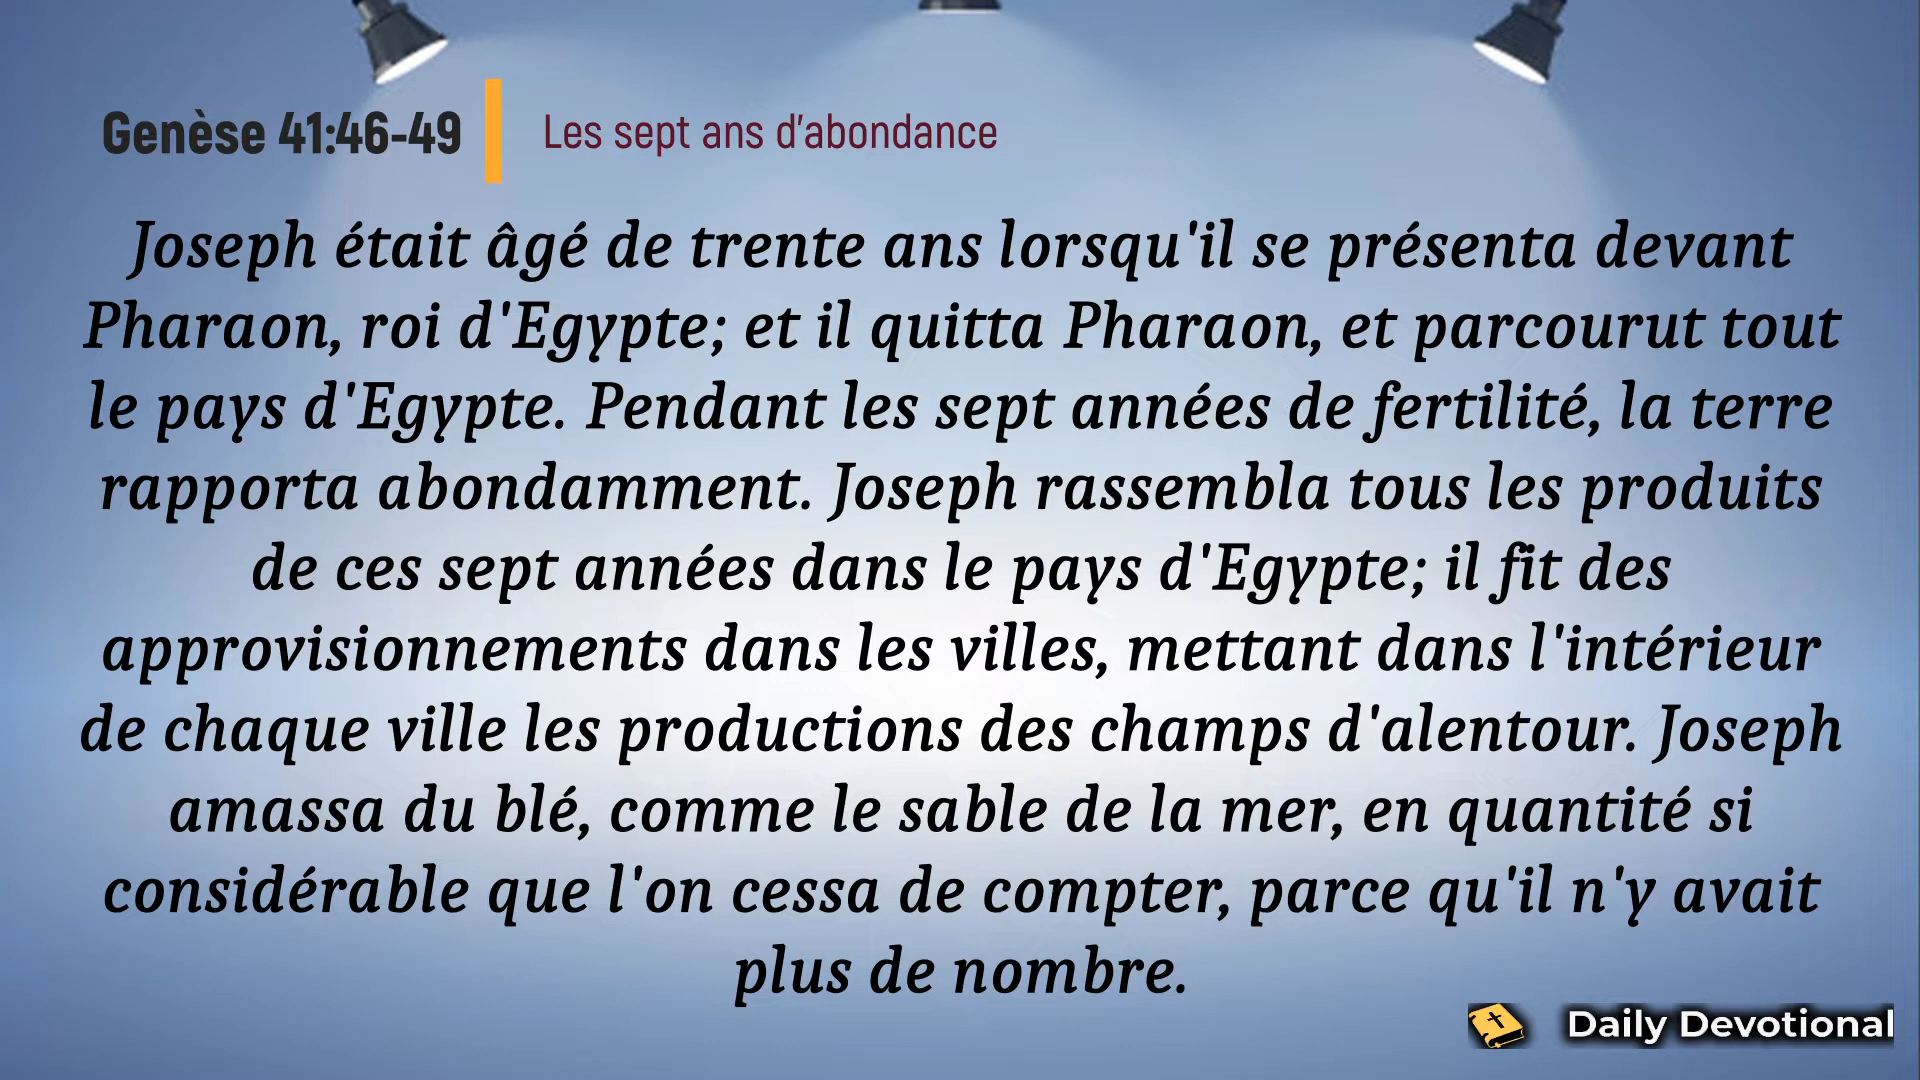 Genèse 41:46-49
Les sept ans d'abondance
Joseph était âgé de trente ans lorsqu'il se présenta devant
Pharaon, roi d'Egypte; et il quitta Pharaon, et parcourut tout
le pays d'Egypte. Pendant les sept années de fertilité, la terre
rapporta abondamment. Joseph rassembla tous les produits
de ces sept années dans le pays d'Egypte; il fit des
approvisionnements dans les villes, mettant dans l'intérieur
de chaque ville les productions des champs d'alentour. Joseph
amassa du blé, comme le sable de la mer, en quantité si
considérable que l'on cessa de compter, parce qu'il n'y avait
plus de nombre.
Daily Devotional